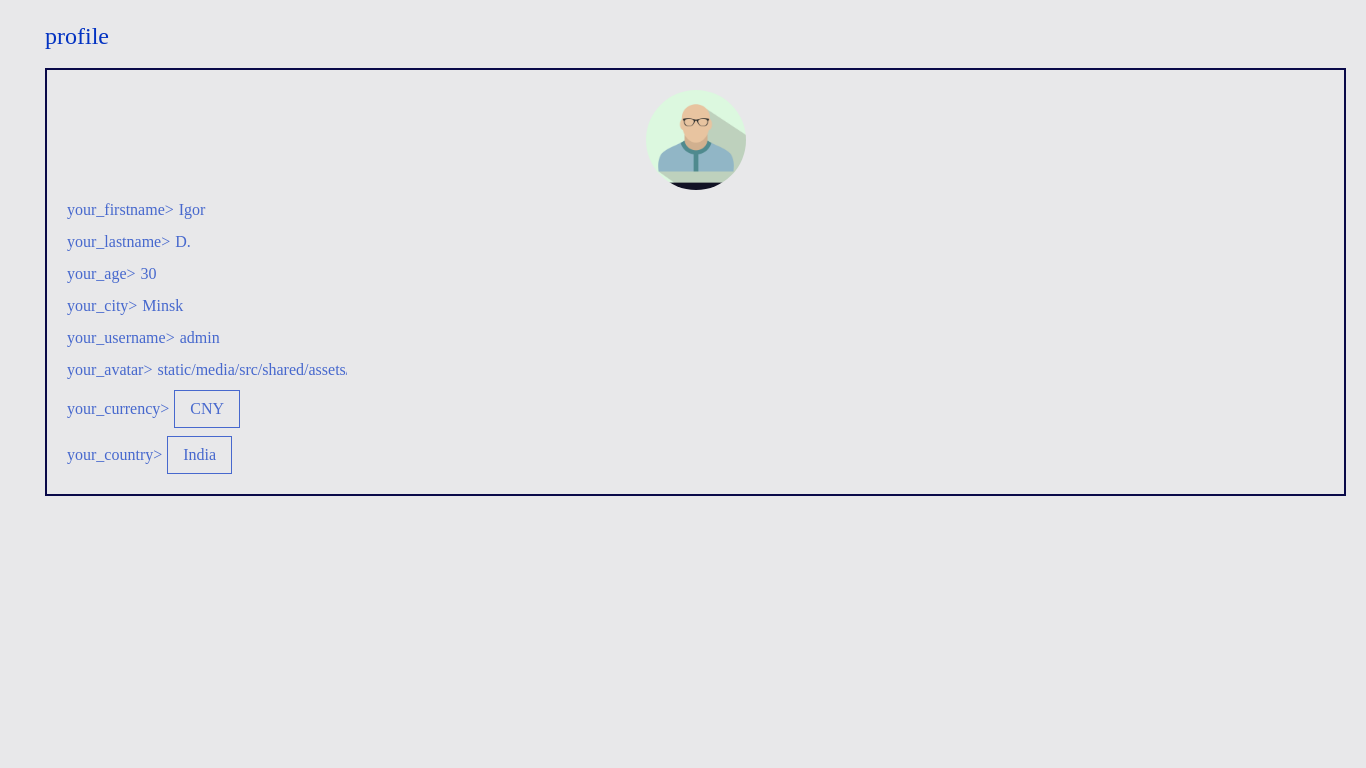 profile
your_firstname> Igor
your_lastname> D.
your_age> 30
your_city> Minsk
your_username> admin
your_avatar> static/media/src/shared/assets
your_currency> CNY
your_country> India